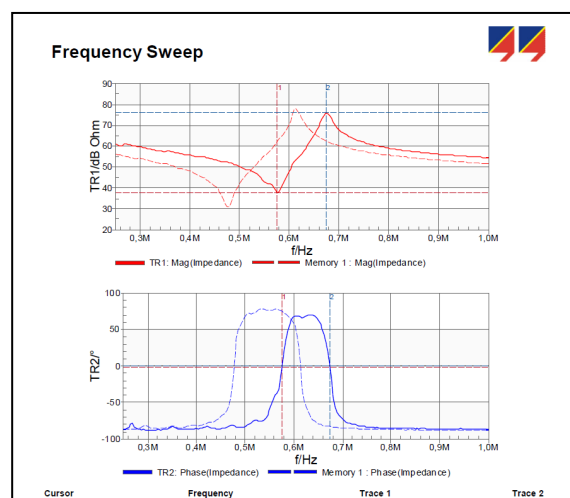 Frequency Sweep
1 2
90
80
70
60
50
40
30
20
TR1/dB Ohm
0,3M 0,4M 0,5M 0,6M 0,7M 0,8M 0,9M 1,0M
f/Hz
TR1: Mag(Impedance) Memory 1 : Mag(Impedance)
1 2
100
50
0
-50
-100
TR2/°
0,3M 0,4M 0,5M 0,6M 0,7M 0,8M 0,9M 1,0M
f/Hz
TR2: Phase(Impedance) Memory 1 : Phase(Impedance)
Cursor Frequency Trace 1 Trace 2